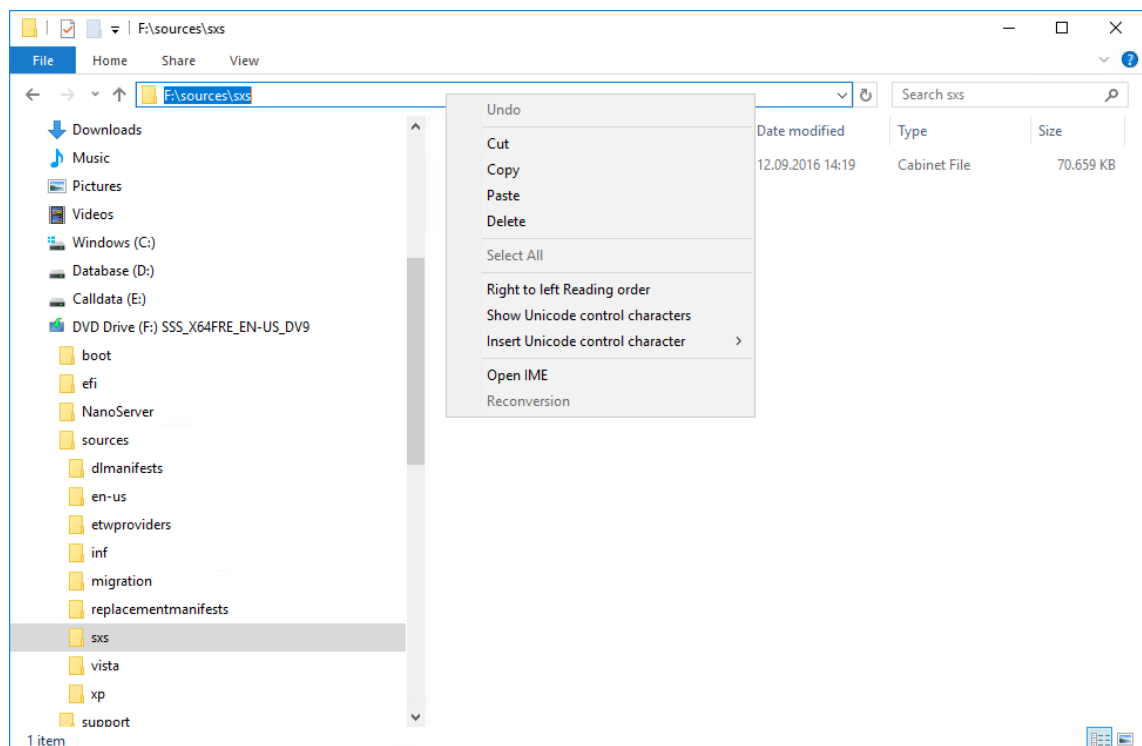 F:\sources\sxs
File Home Share View
F:\sources\sxs
Search sxs
Downloads
Music
Pictures
Videos
Windows (C:)
Database (D:)
Calldata (E:)
DVD Drive (F:) SSS_X64FRE_EN-US_DV9
boot
efi
NanoServer
sources
dlmanifests
en-us
etwproviders
inf
migration
replacementmanifests
sxs
vista
xp
support
Undo
Cut
Copy
Paste
Delete
Select All
Right to left Reading order
Show Unicode control characters
Insert Unicode control character
Open IME
Reconversion
Date modified Type Size
12.09.2016 14:19 Cabinet File 70.659 KB
1 item